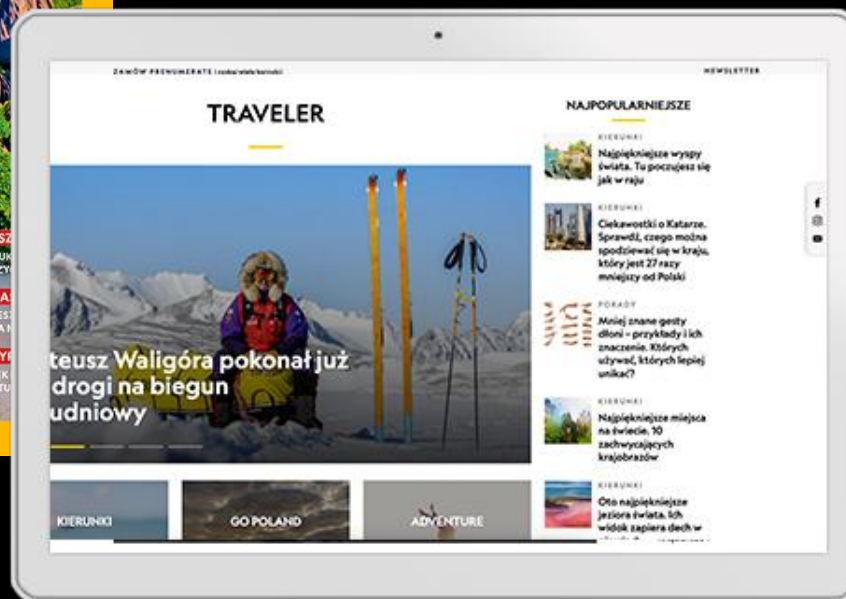 ZAMÓW PRENUMERATĘ
NEWSLETTER
TRAVELER
NAJPOPULARNIEJSZE
KIERUNKI
Najpiękniejsze wyspy
świata. Tu poczujesz się
jak w raju
KIERUNKI
Ciekawostki o Katarze.
Sprawdź, czego można
spodziewać się w kraju,
który jest 27 razy
mniejszy od Polski
PORADY
Mniej znane gesty
dłoni – przykłady i ich
znaczenie. Których
używać, których lepiej
unikać?
KIERUNKI
Najpiękniejsze miejsca
na świecie. 10
zachwycających
krajobrazów
KIERUNKI
Oto najpiękniejsze
jeziora świata. Ich
widok zapiera dech w
teusz Waligóra pokonał już
drogi na biegun
udniowy
KIERUNKI
GO POLAND
ADVENTURE